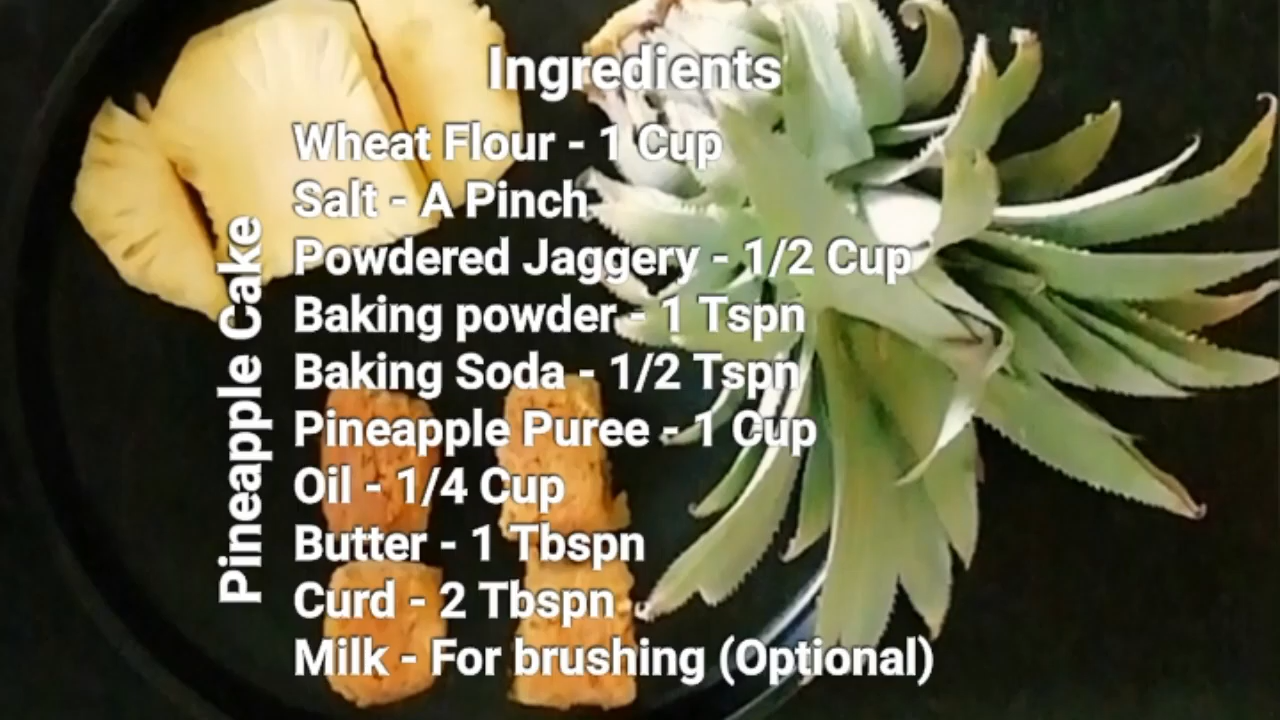 Ingredients
Wheat Flour - 1 Cup
Salt - A Pinch
Powdered Jaggery - 1/2 Cup
Baking powder - 1 Tspn
Baking Soda - 1/2 Tspn
Pineapple Puree - 1 Cup
Oil - 1/4 Cup
Butter - 1 Tbspn
Curd - 2 Tbspn
Milk - For brushing (Optional)
Pineapple Cake